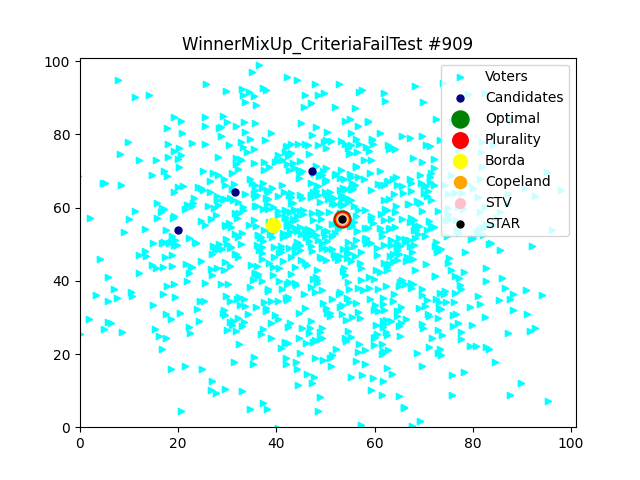 WinnerMixUp_CriteriaFailTest #909
100
80
60
40
20
0
0 20 40 60 80 100
Voters
Candidates
Optimal
Plurality
Borda
Copeland
STV
STAR